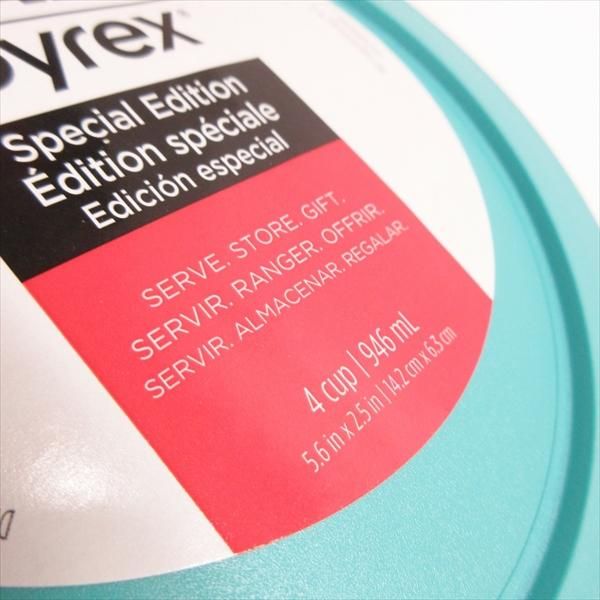 pyrex®
Special Edition
Édition spéciale
Edición especial
SERVE. STORE. GIFT.
SERVIR. RANGER. OFFRIR.
SERVIR. ALMACENAR. REGALAR.
4 cup | 946 mL
5.6 in x 2.5 in | 14.2 cm x 6.3 cm